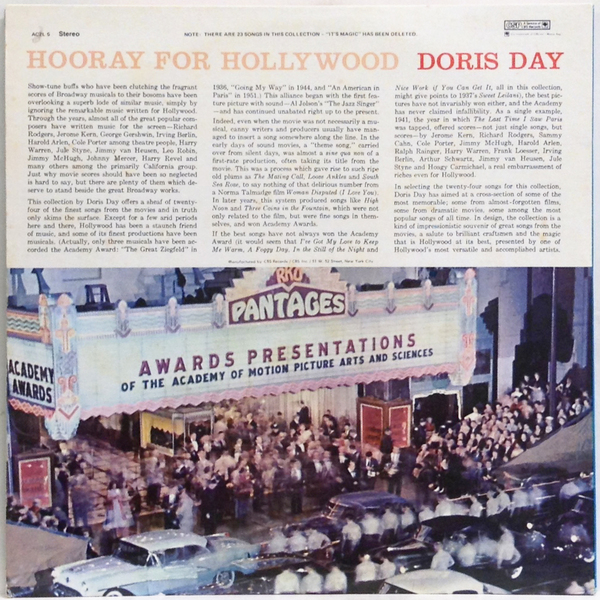 AC2L 5 Stereo
NOTE: THERE ARE 23 SONGS IN THIS COLLECTION - "IT'S MAGIC" HAS BEEN DELETED.
HOORAY FOR HOLLYWOOD DORIS DAY
Show-tune buffs who have been clutching the fragrant
scores of Broadway musicals to their bosoms have been
overlooking a superb lode of similar music, simply by
ignoring the remarkable music written for Hollywood.
Through the years, almost all of the great popular com-
posers have written music for the screen—Richard
Rodgers, Jerome Kern, George Gershwin, Irving Berlin,
Harold Arlen, Cole Porter among theatre people, Harry
Warren, Jule Styne, Jimmy van Heusen, Leo Robin,
Jimmy McHugh, Johnny Mercer, Harry Revel and
many others among the primarily California group.
Just why movie scores should have been so neglected
is hard to say, but there are plenty of them which de-
serve to stand beside the great Broadway works.
This collection by Doris Day offers a sheaf of twenty-
four of the finest songs from the movies and in truth
only skims the surface. Except for a few arid periods
here and there, Hollywood has been a staunch friend
of music, and some of its finest productions have been
musicals. (Actually, only three musicals have been ac-
corded the Academy Award: "The Great Ziegfeld" in
1936, "Going My Way" in 1944, and "An American in
Paris" in 1951.) This alliance began with the first fea-
ture picture with sound—Al Jolson's "The Jazz Singer"
—and has continued unabated right up to the present.
Indeed, even when the movie was not necessarily a mu-
sical, canny writers and producers usually have man-
aged to insert a song somewhere along the line. In the
early days of sound movies, a "theme song," carried
over from silent days, was almost a sine qua non of a
first-rate production, often taking its title from the
movie. This was a process which gave rise to such ripe
old plums as The Mating Call, Loose Ankles and South
Sea Rose, to say nothing of that delirious number from
a Norma Talmadge film Woman Disputed (I Love You).
In later years, this system produced songs like High
Noon and Three Coins in the Fountain, which were not
only related to the film, but were fine songs in them-
selves, and won Academy Awards.
If the best songs have not always won the Academy
Award (it would seem that I've Got My Love to Keep
Me Warm, A Foggy Day, In the Still of the Night and
Nice Work if You Can Get It, all in this collection,
might give points to 1937's Sweet Leilani), the best pic-
tures have not invariably won either, and the Academy
has never claimed infallibility. As a single example,
1941, the year in which The Last Time I Saw Paris
was tapped, offered scores—not just single songs, but
scores—by Jerome Kern, Richard Rodgers, Sammy
Cahn, Cole Porter, Jimmy McHugh, Harold Arlen,
Ralph Rainger, Harry Warren, Frank Loesser, Irving
Berlin, Arthur Schwartz, Jimmy van Heusen, Jule
Styne and Hoagy Carmichael, a real embarrassment of
riches even for Hollywood.
In selecting the twenty-four songs for this collection,
Doris Day has aimed at a cross-section of some of the
most memorable; some from almost-forgotten films,
some from dramatic movies, some among the most
popular songs of all time. In design, the collection is a
kind of impressionistic souvenir of great songs from the
movies, a salute to brilliant craftsmen and the magic
that is Hollywood at its best, presented by one of
Hollywood's most versatile and accomplished artists.
Manufactured by CBS Records / CBS Inc. / 51 W. 52 Street, New York City
RKO
PANTAGES
ACADEMY
AWARDS
AWARDS PRESENTATIONS
OF THE ACADEMY OF MOTION PICTURE ARTS AND SCIENCES